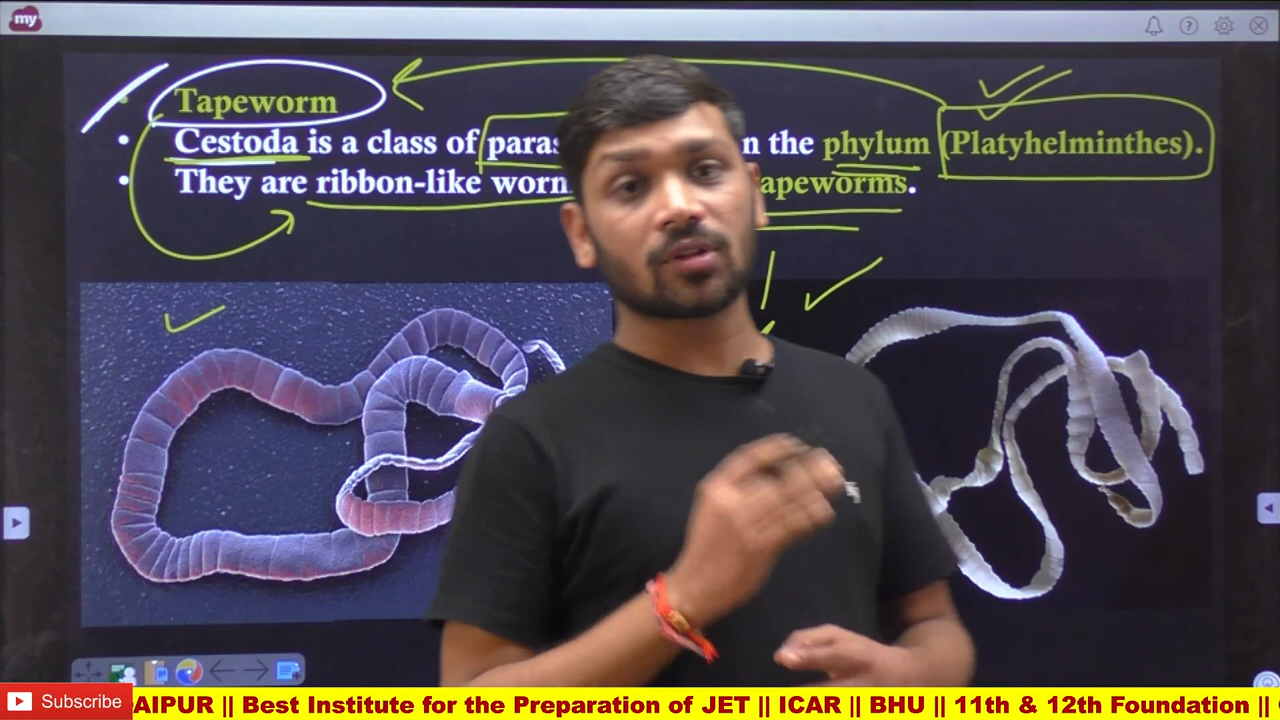 my
Tapeworm
Cestoda is a class of paras n the phylum (Platyhelminthes).
They are ribbon-like worm apeworms.
Subscribe AIPUR || Best Institute for the Preparation of JET || ICAR || BHU || 11th & 12th Foundation ||